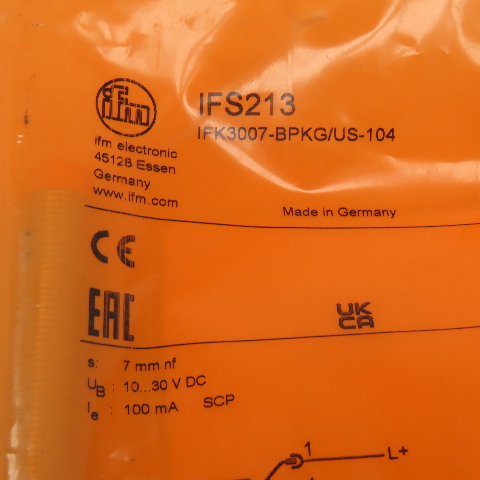 ifm
IFS213
IFK3007-BPKG/US-104
ifm electronic
45128 Essen
Germany
www.ifm.com
Made in Germany
CE
EAC
UK
CA
s: 7 mm nf
UB : 10...30 V DC
Ie : 100 mA SCP
1
L+